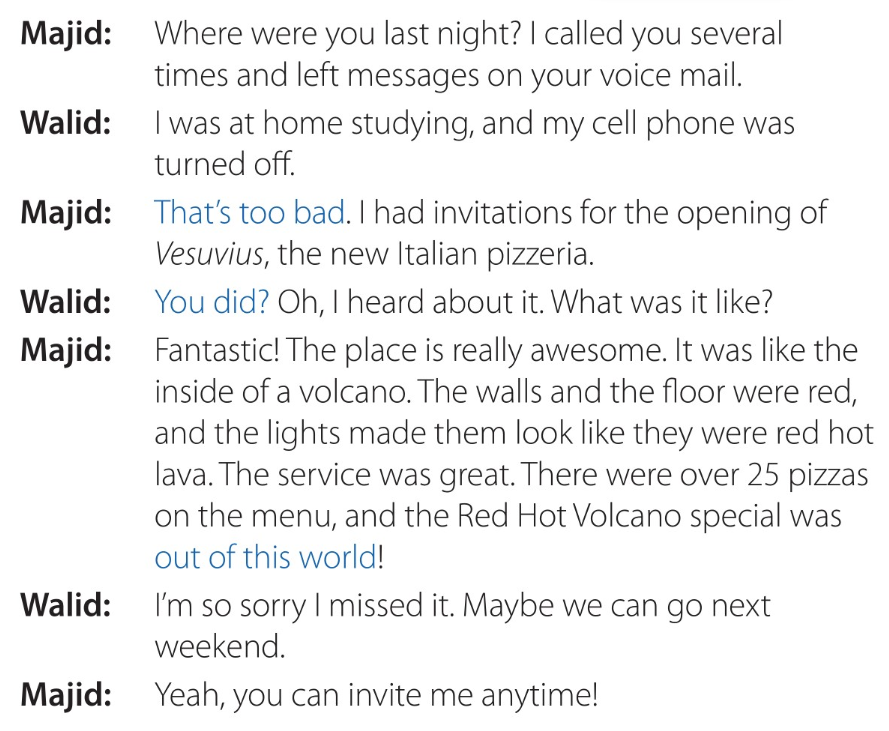 Majid: Where were you last night? I called you several
times and left messages on your voice mail.
Walid: I was at home studying, and my cell phone was
turned off.
Majid: That's too bad. I had invitations for the opening of
Vesuvius, the new Italian pizzeria.
Walid: You did? Oh, I heard about it. What was it like?
Majid: Fantastic! The place is really awesome. It was like the
inside of a volcano. The walls and the floor were red,
and the lights made them look like they were red hot
lava. The service was great. There were over 25 pizzas
on the menu, and the Red Hot Volcano special was
out of this world!
Walid: I'm so sorry I missed it. Maybe we can go next
weekend.
Majid: Yeah, you can invite me anytime!